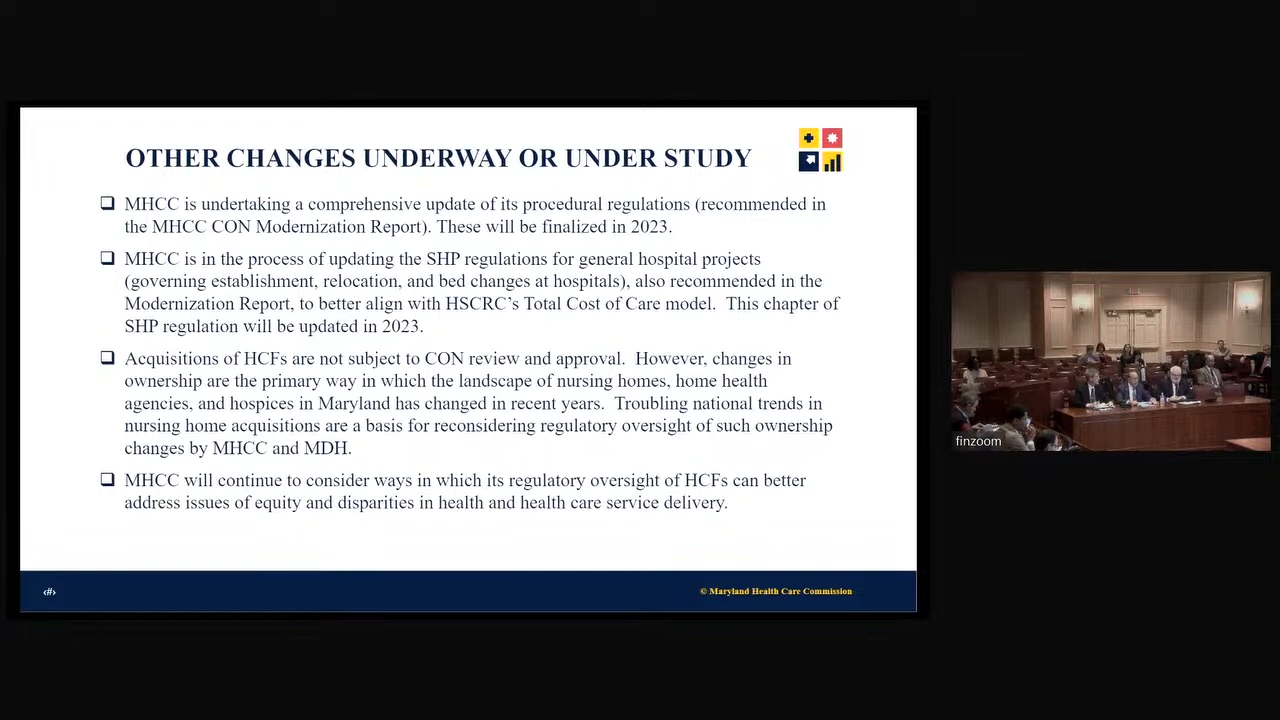 OTHER CHANGES UNDERWAY OR UNDER STUDY
❑ MHCC is undertaking a comprehensive update of its procedural regulations (recommended in
the MHCC CON Modernization Report). These will be finalized in 2023.
❑ MHCC is in the process of updating the SHP regulations for general hospital projects
(governing establishment, relocation, and bed changes at hospitals), also recommended in the
Modernization Report, to better align with HSCRC’s Total Cost of Care model. This chapter of
SHP regulation will be updated in 2023.
❑ Acquisitions of HCFs are not subject to CON review and approval. However, changes in
ownership are the primary way in which the landscape of nursing homes, home health
agencies, and hospices in Maryland has changed in recent years. Troubling national trends in
nursing home acquisitions are a basis for reconsidering regulatory oversight of such ownership
changes by MHCC and MDH.
❑ MHCC will continue to consider ways in which its regulatory oversight of HCFs can better
address issues of equity and disparities in health and health care service delivery.
‹#›
© Maryland Health Care Commission
finzoom